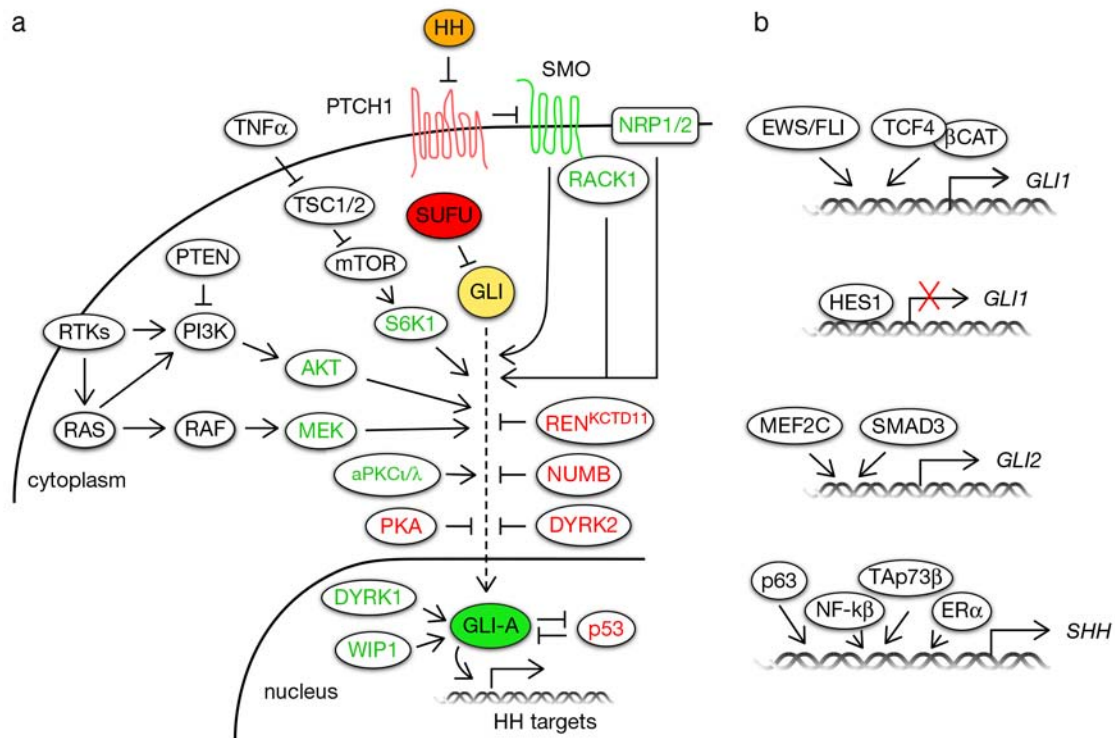 a
HH
PTCH1
SMO
NRP1/2
TNFα
RACK1
TSC1/2
SUFU
PTEN
mTOR
GLI
RTKs
PI3K
S6K1
AKT
RAS
RAF
MEK
REN^KCTD11
cytoplasm
aPKCι/λ
NUMB
PKA
DYRK2
DYRK1
GLI-A
p53
WIP1
nucleus
HH targets
b
EWS/FLI
TCF4
βCAT
GLI1
HES1
GLI1
MEF2C
SMAD3
GLI2
p63
TAp73β
NF-kβ
ERα
SHH